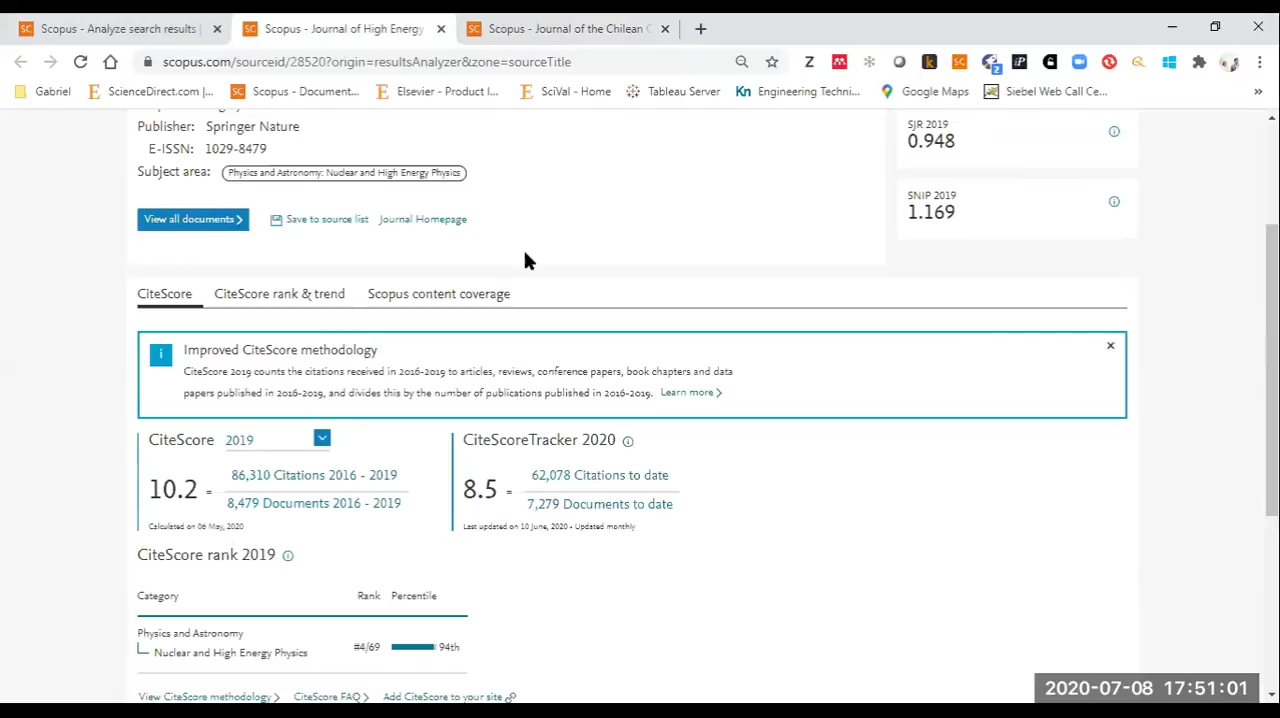 Scopus - Analyze search results
Scopus - Journal of High Energy
Scopus - Journal of the Chilean
scopus.com/sourceid/28520?origin=resultsAnalyzer&zone=sourceTitle
Gabriel
ScienceDirect.com |...
Scopus - Document...
Elsevier - Product I...
SciVal - Home
Tableau Server
Kn Engineering Techni...
Google Maps
Siebel Web Call Ce...
»
Publisher: Springer Nature
E-ISSN: 1029-8479
Subject area: Physics and Astronomy: Nuclear and High Energy Physics
View all documents >
Save to source list
Journal Homepage
SJR 2019
0.948
SNIP 2019
1.169
CiteScore
CiteScore rank & trend
Scopus content coverage
Improved CiteScore methodology
CiteScore 2019 counts the citations received in 2016-2019 to articles, reviews, conference papers, book chapters and data
papers published in 2016-2019, and divides this by the number of publications published in 2016-2019. Learn more >
CiteScore 2019
10.2 =
86,310 Citations 2016 - 2019
8,479 Documents 2016 - 2019
Calculated on 06 May, 2020
CiteScoreTracker 2020
8.5 =
62,078 Citations to date
7,279 Documents to date
Last updated on 10 June, 2020 • Updated monthly
CiteScore rank 2019
Category Rank Percentile
Physics and Astronomy
Nuclear and High Energy Physics
#4/69 94th
View CiteScore methodology >
CiteScore FAQ >
Add CiteScore to your site
2020-07-08 17:51:01